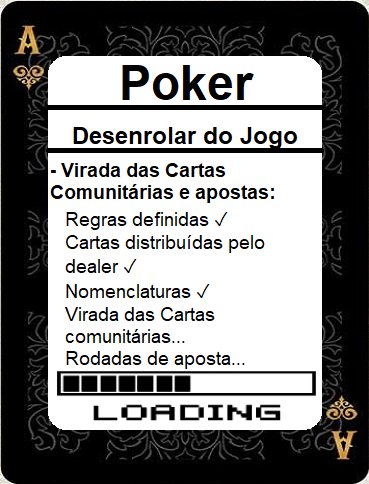 A
Poker
Desenrolar do Jogo
- Virada das Cartas
Comunitárias e apostas:
Regras definidas ✓
Cartas distribuídas pelo
dealer ✓
Nomenclaturas ✓
Virada das Cartas
comunitárias...
Rodadas de aposta...
LOADING
A